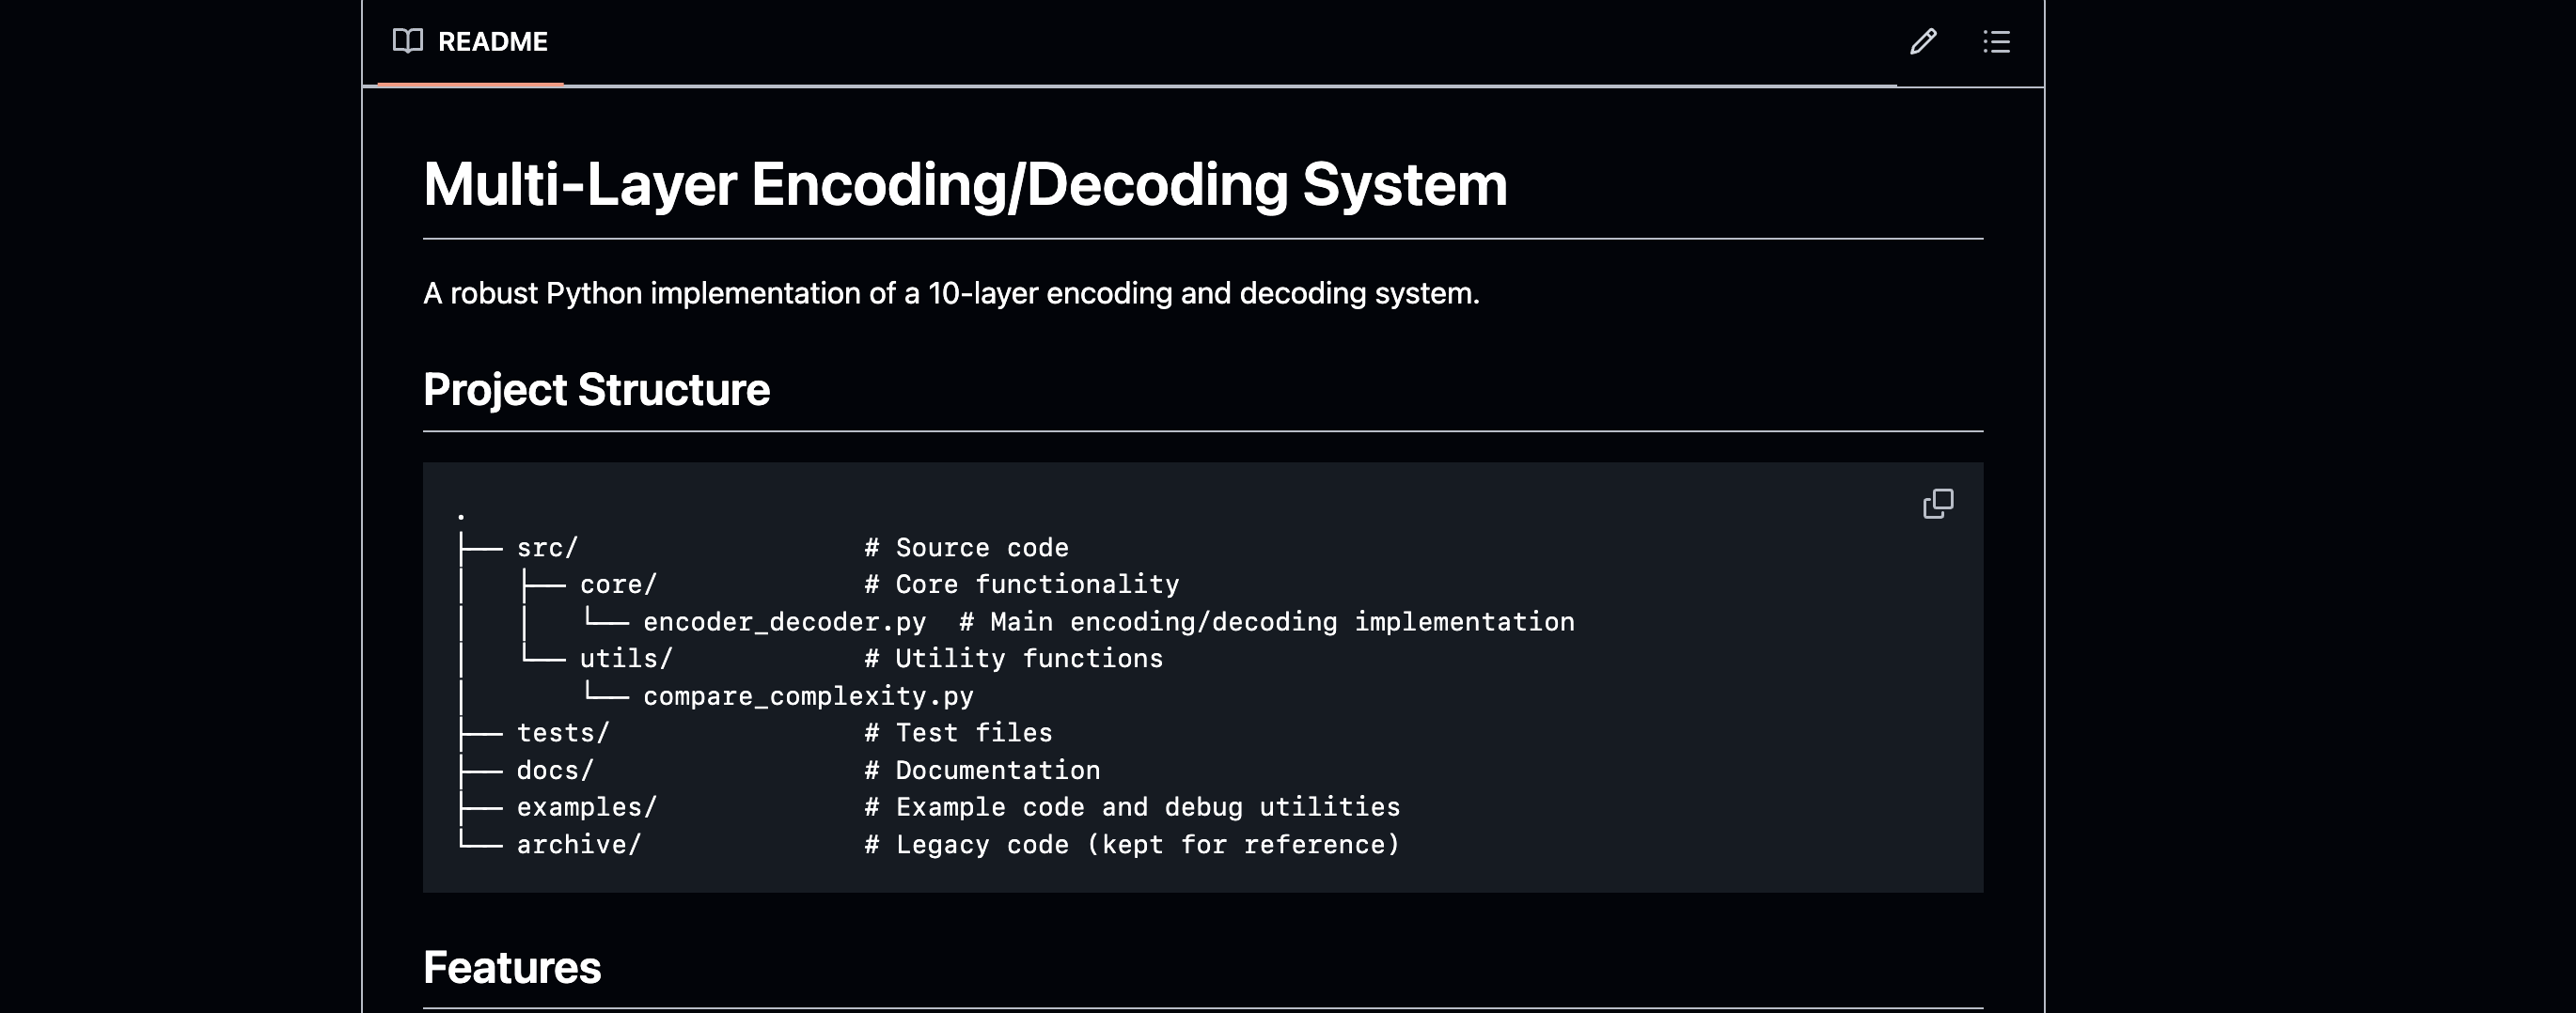 README
Multi-Layer Encoding/Decoding System
A robust Python implementation of a 10-layer encoding and decoding system.
Project Structure
.
├── src/                  # Source code
│   ├── core/             # Core functionality
│   │   └── encoder_decoder.py  # Main encoding/decoding implementation
│   └── utils/            # Utility functions
│       └── compare_complexity.py
├── tests/                # Test files
├── docs/                 # Documentation
├── examples/             # Example code and debug utilities
└── archive/              # Legacy code (kept for reference)
Features